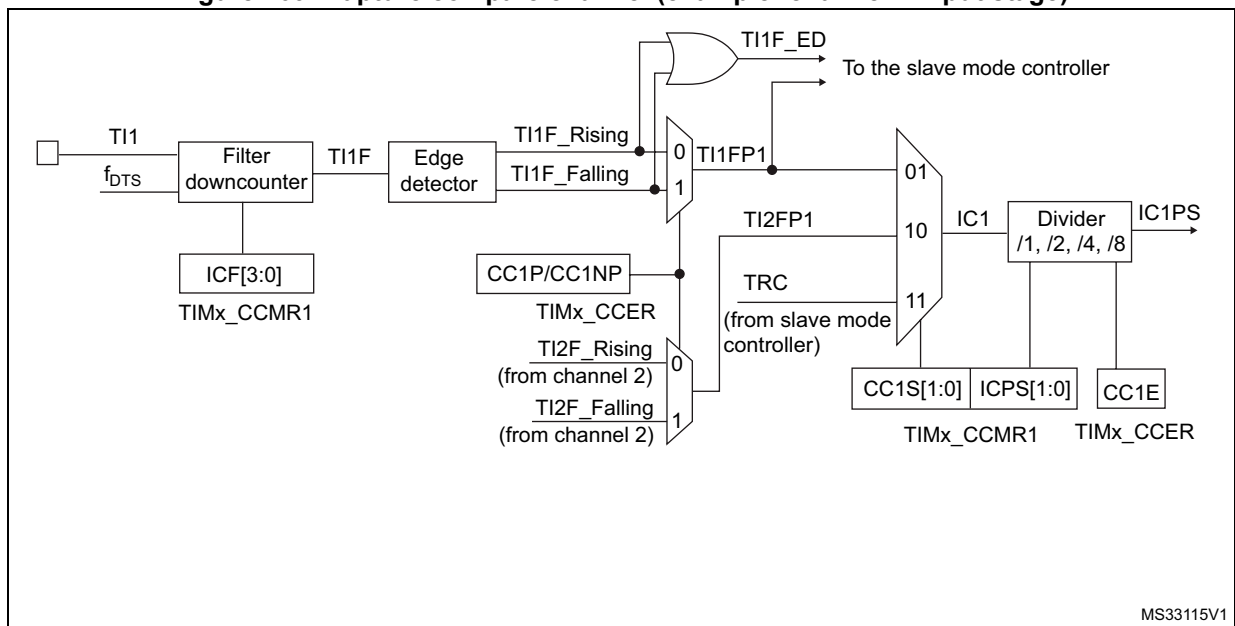 TI1F_ED
To the slave mode controller
TI1
fDTS
Filter
downcounter
TI1F
Edge
detector
TI1F_Rising
TI1F_Falling
0
1
TI1FP1
01
TI2FP1
10
IC1
Divider
/1, /2, /4, /8
IC1PS
ICF[3:0]
TIMx_CCMR1
CC1P/CC1NP
TIMx_CCER
TRC
11
(from slave mode
controller)
TI2F_Rising
0
(from channel 2)
TI2F_Falling
1
(from channel 2)
CC1S[1:0]
ICPS[1:0]
CC1E
TIMx_CCMR1
TIMx_CCER
MS33115V1